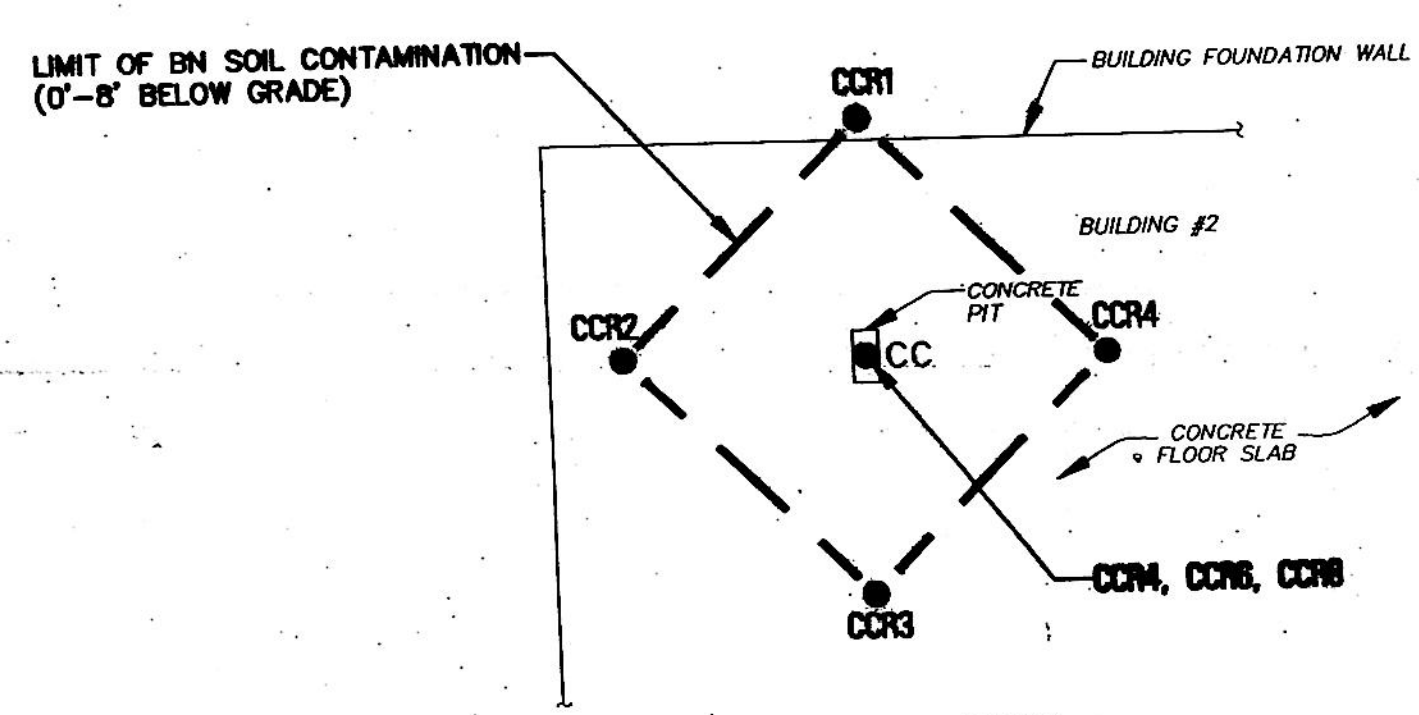 LIMIT OF BN SOIL CONTAMINATION
(0'-8' BELOW GRADE)
BUILDING FOUNDATION WALL
CCR1
BUILDING #2
CONCRETE
PIT
CCR2
CCR4
C.C.
CONCRETE
FLOOR SLAB
CCR4, CCR6, CCR8
CCR3